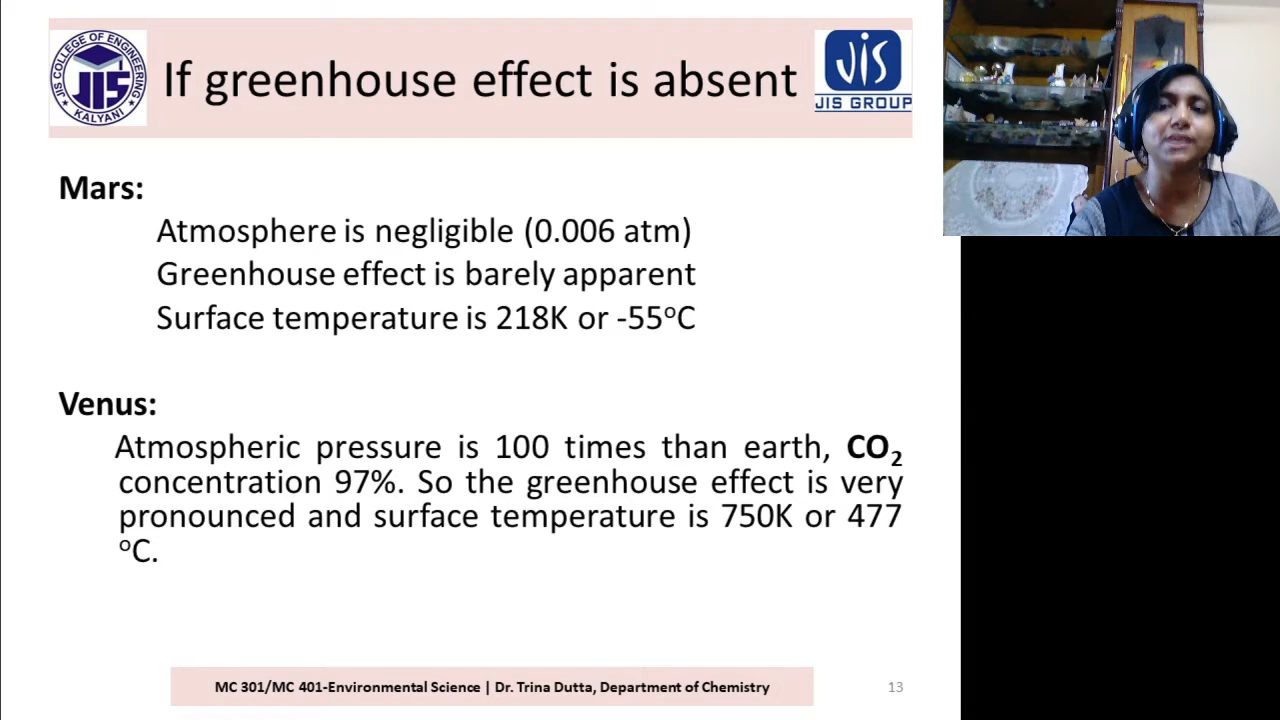 JIS COLLEGE OF ENGINEERING
JIS
KALYANI
If greenhouse effect is absent
JIS
JIS GROUP
Mars:
Atmosphere is negligible (0.006 atm)
Greenhouse effect is barely apparent
Surface temperature is 218K or -55°C
Venus:
Atmospheric pressure is 100 times than earth, CO₂
concentration 97%. So the greenhouse effect is very
pronounced and surface temperature is 750K or 477
°C.
MC 301/MC 401-Environmental Science | Dr. Trina Dutta, Department of Chemistry
13